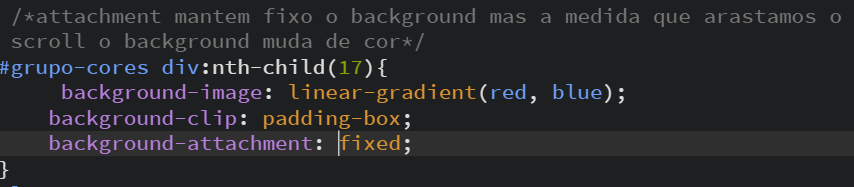 /*attachment mantem fixo o background mas a medida que arastamos o
scroll o background muda de cor*/
#grupo-cores div:nth-child(17){
background-image: linear-gradient(red, blue);
background-clip: padding-box;
background-attachment: fixed;
}